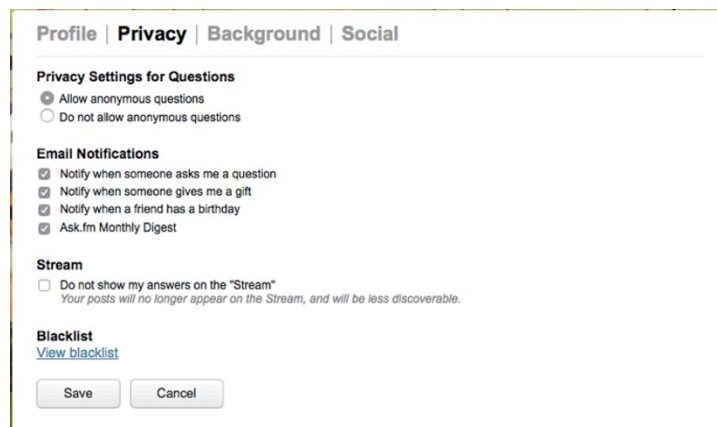 Profile | Privacy | Background | Social
Privacy Settings for Questions
Allow anonymous questions
Do not allow anonymous questions
Email Notifications
Notify when someone asks me a question
Notify when someone gives me a gift
Notify when a friend has a birthday
Ask.fm Monthly Digest
Stream
Do not show my answers on the "Stream"
Your posts will no longer appear on the Stream, and will be less discoverable.
Blacklist
View blacklist
Save Cancel